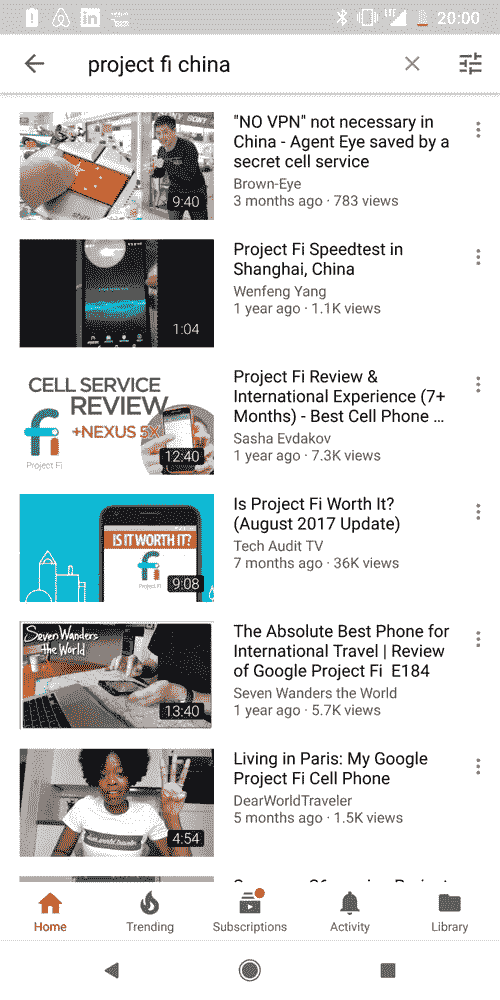 LTE 20:00
project fi china
"NO VPN" not necessary in
China - Agent Eye saved by a
secret cell service
Brown-Eye
3 months ago · 783 views
SONY
9:40
Project Fi Speedtest in
Shanghai, China
Wenfeng Yang
1 year ago · 1.1K views
1:04
CELL SERVICE
REVIEW
+NEXUS 5X
Project Fi
12:40
Project Fi Review &
International Experience (7+
Months) - Best Cell Phone ...
Sasha Evdakov
1 year ago · 7.3K views
IS IT WORTH IT?
Project Fi
9:08
Is Project Fi Worth It?
(August 2017 Update)
Tech Audit TV
7 months ago · 36K views
Seven Wanders
the World
13:40
The Absolute Best Phone for
International Travel | Review
of Google Project Fi E184
Seven Wanders the World
1 year ago · 5.7K views
4:54
Living in Paris: My Google
Project Fi Cell Phone
DearWorldTraveler
5 months ago · 1.5K views
Home
Trending
Subscriptions
Activity
Library